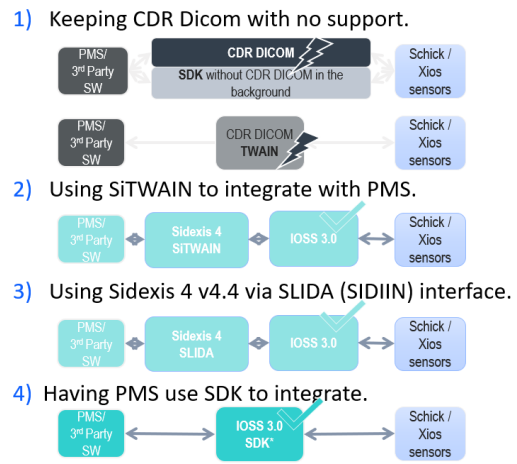 1) Keeping CDR Dicom with no support.
PMS/
3rd Party
SW
CDR DICOM
SDK without CDR DICOM in the
background
Schick /
Xios
sensors
PMS/
3rd Party
SW
CDR DICOM
TWAIN
Schick /
Xios
sensors
2) Using SiTWAIN to integrate with PMS.
PMS/
3rd Party
SW
Sidexis 4
SiTWAIN
IOSS 3.0
Schick /
Xios
sensors
3) Using Sidexis 4 v4.4 via SLIDA (SIDIIN) interface.
PMS/
3rd Party
SW
Sidexis 4
SLIDA
IOSS 3.0
Schick /
Xios
sensors
4) Having PMS use SDK to integrate.
PMS/
3rd Party
SW
IOSS 3.0
SDK*
Schick /
Xios
sensors